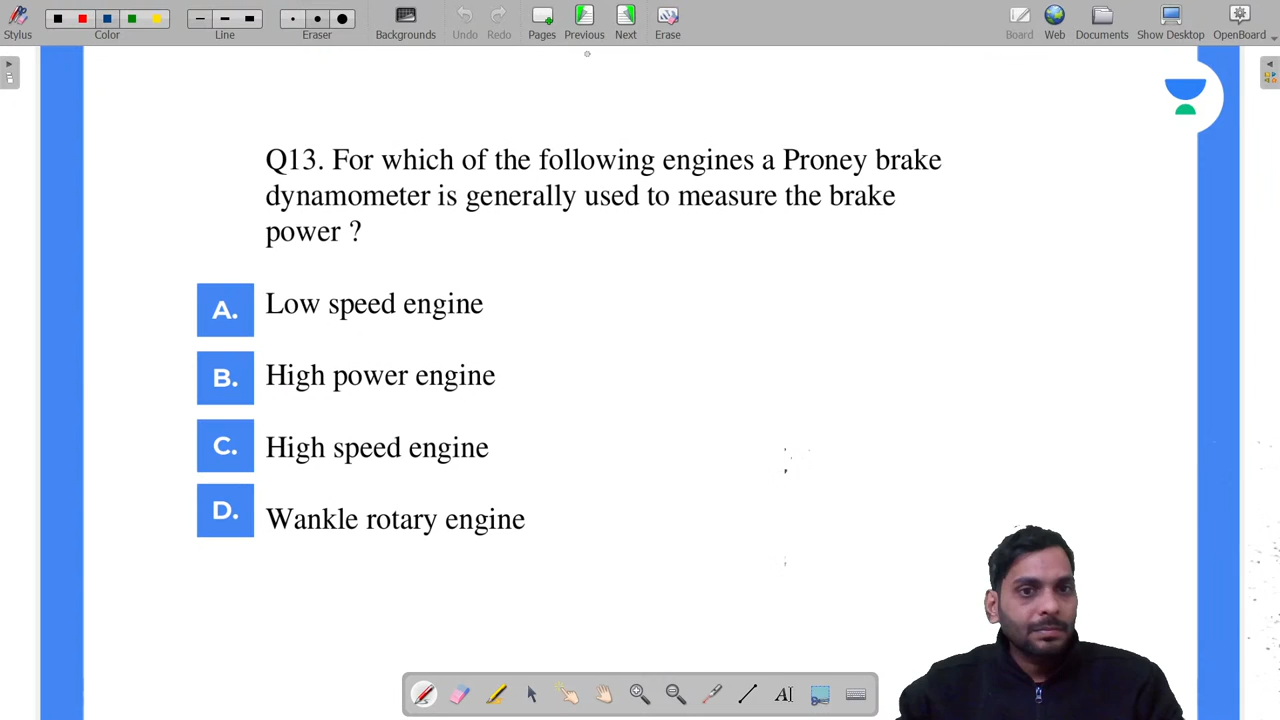 Stylus
Color
Line
Eraser
Backgrounds
Undo
Redo
Pages
Previous
Next
Erase
Board
Web
Documents
Show Desktop
OpenBoard
Q13. For which of the following engines a Proney brake
dynamometer is generally used to measure the brake
power ?
A. Low speed engine
B. High power engine
C. High speed engine
D. Wankle rotary engine
AI